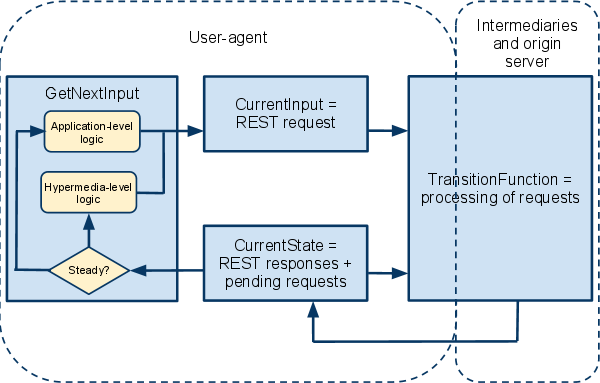 User-agent
Intermediaries
and origin
server
GetNextInput
Application-level
logic
Hypermedia-level
logic
Steady?
CurrentInput =
REST request
CurrentState =
REST responses +
pending requests
TransitionFunction =
processing of requests